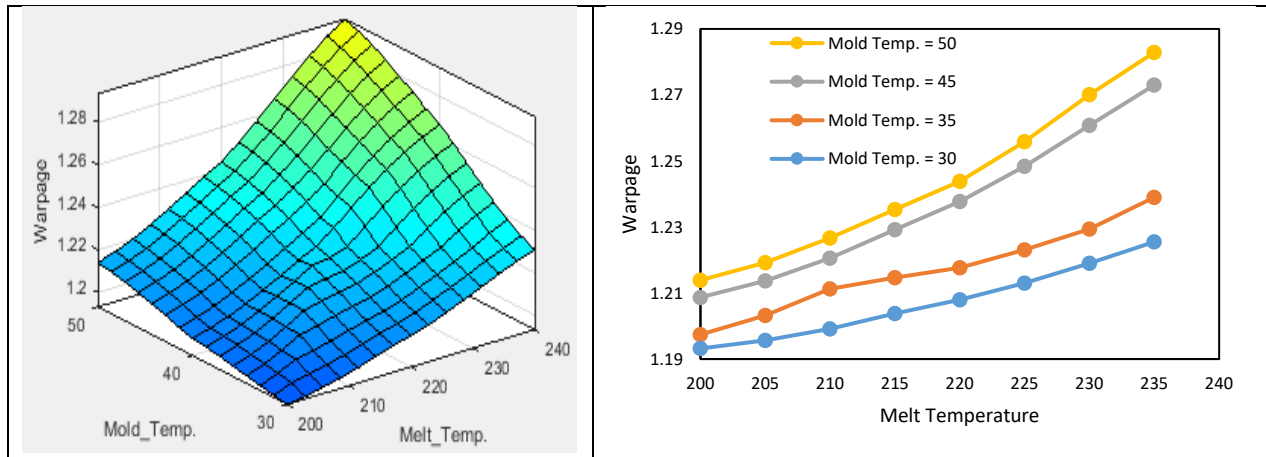 1.28
1.26
1.24
1.22
1.2
Warpage
50
40
30
Mold_Temp.
200
210
220
230
240
Melt_Temp.
1.29
1.27
1.25
1.23
1.21
1.19
Warpage
Mold Temp. = 50
Mold Temp. = 45
Mold Temp. = 35
Mold Temp. = 30
200 205 210 215 220 225 230 235 240
Melt Temperature